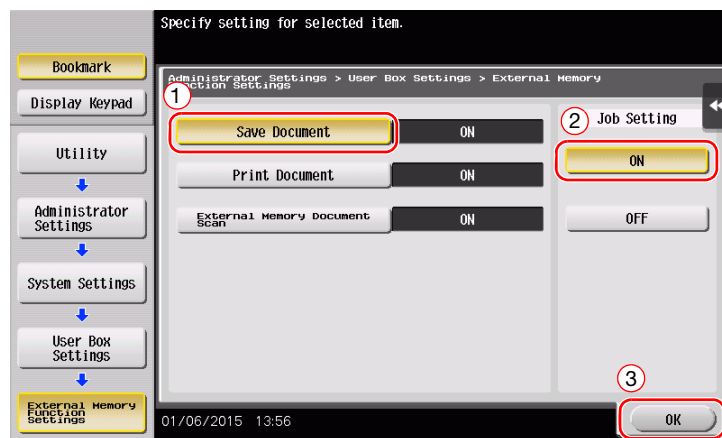 Specify setting for selected item.
Bookmark
Display Keypad
Utility
Administrator
Settings
System Settings
User Box
Settings
External Memory
Function
Settings
Administrator Settings > User Box Settings > External Memory
Function Settings
1
Save Document ON
Print Document ON
External Memory Document
Scan
ON
2 Job Setting
ON
OFF
3
01/06/2015 13:56
OK